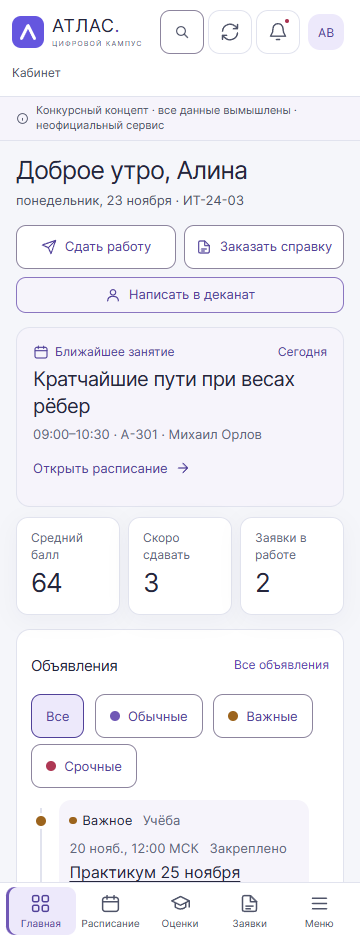 АТЛАС.
ЦИФРОВОЙ КАМПУС
АВ
Кабинет
Конкурсный концепт · все данные вымышлены ·
неофициальный сервис
Доброе утро, Алина
понедельник, 23 ноября · ИТ-24-03
Сдать работу
Заказать справку
Написать в деканат
Ближайшее занятие
Сегодня
Кратчайшие пути при весах
рёбер
09:00–10:30 · А-301 · Михаил Орлов
Открыть расписание
Средний
балл
64
Скоро
сдавать
3
Заявки в
работе
2
Объявления
Все объявления
Все
Обычные
Важные
Срочные
Важное Учёба
20 нояб., 12:00 МСК Закреплено
Практикум 25 ноября
Главная
Расписание
Оценки
Заявки
Меню